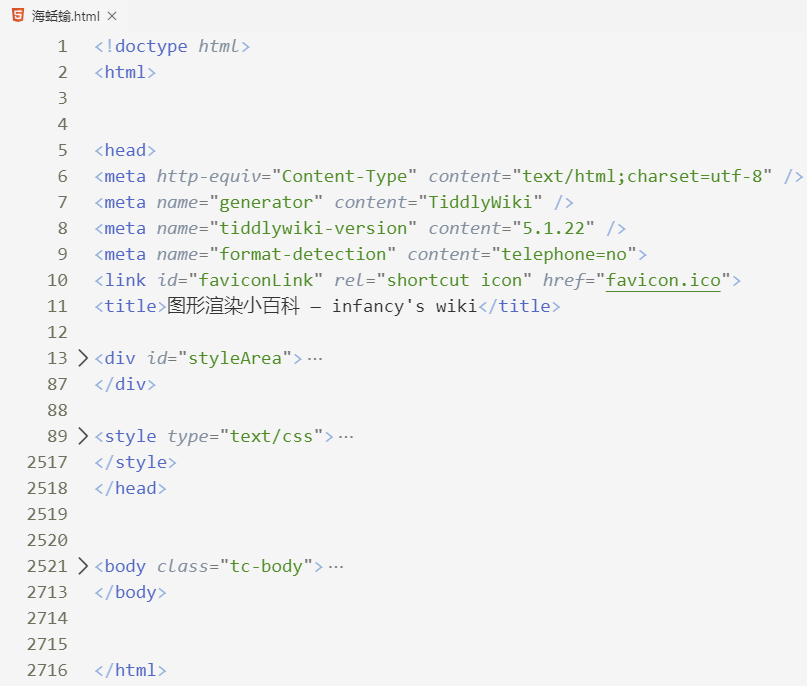 海蛞蝓.html ×
1 <!doctype html>
2 <html>
3
4
5 <head>
6 <meta http-equiv="Content-Type" content="text/html;charset=utf-8" />
7 <meta name="generator" content="TiddlyWiki" />
8 <meta name="tiddlywiki-version" content="5.1.22" />
9 <meta name="format-detection" content="telephone=no">
10 <link id="faviconLink" rel="shortcut icon" href="favicon.ico">
11 <title>图形渲染小百科 — infancy's wiki</title>
12
13 <div id="styleArea">…
87 </div>
88
89 <style type="text/css">…
2517 </style>
2518 </head>
2519
2520
2521 <body class="tc-body">…
2713 </body>
2714
2715
2716 </html>